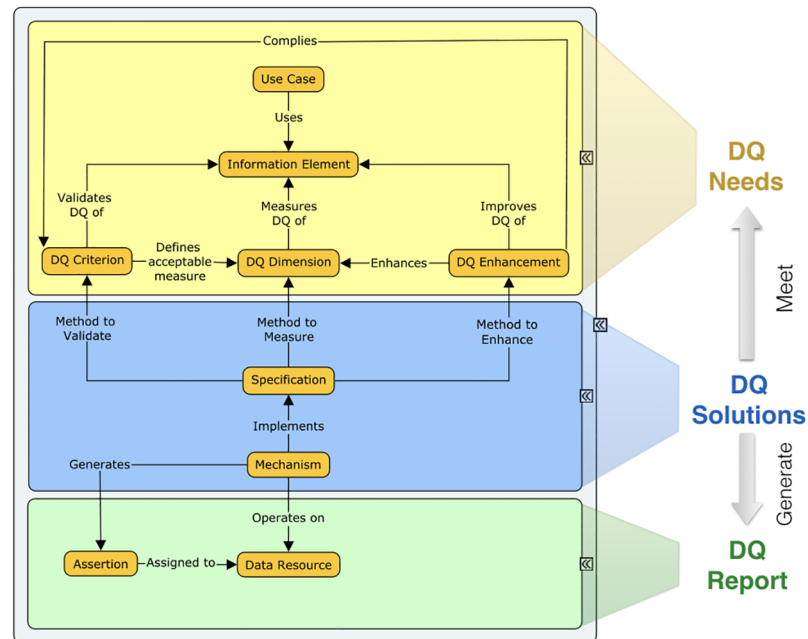 Complies
Use Case
Uses
Information Element
Validates
DQ of
Measures
DQ of
Improves
DQ of
DQ Criterion
Defines
acceptable
measure
DQ Dimension
Enhances
DQ Enhancement
Method to
Validate
Method to
Measure
Method to
Enhance
Specification
Implements
Generates
Mechanism
Operates on
Assertion
Assigned to
Data Resource
DQ
Needs
Meet
DQ
Solutions
Generate
DQ
Report